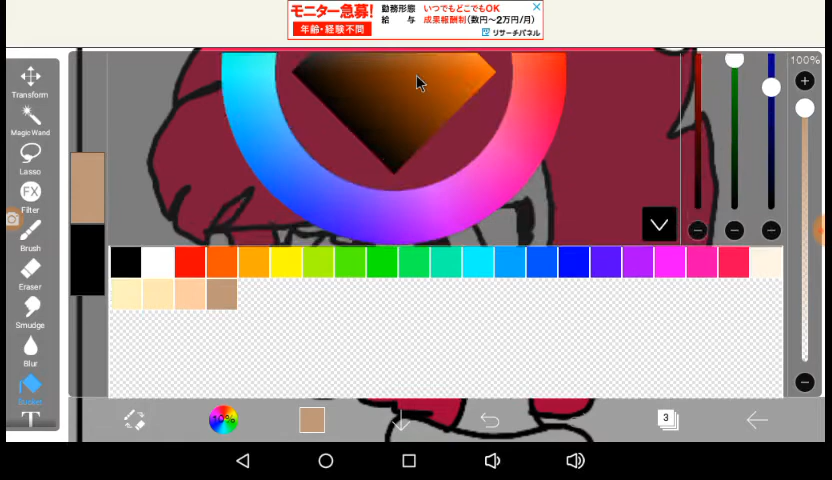 モニター急募!
年齢・経験不問
勤務形態 いつでもどこでもOK
給 与 成果報酬制(数円～2万円/月)
リサーチパネル
100%
Transform
Magic Wand
Lasso
FX
Filter
Brush
Eraser
Smudge
Blur
Bucket
T
10%
3